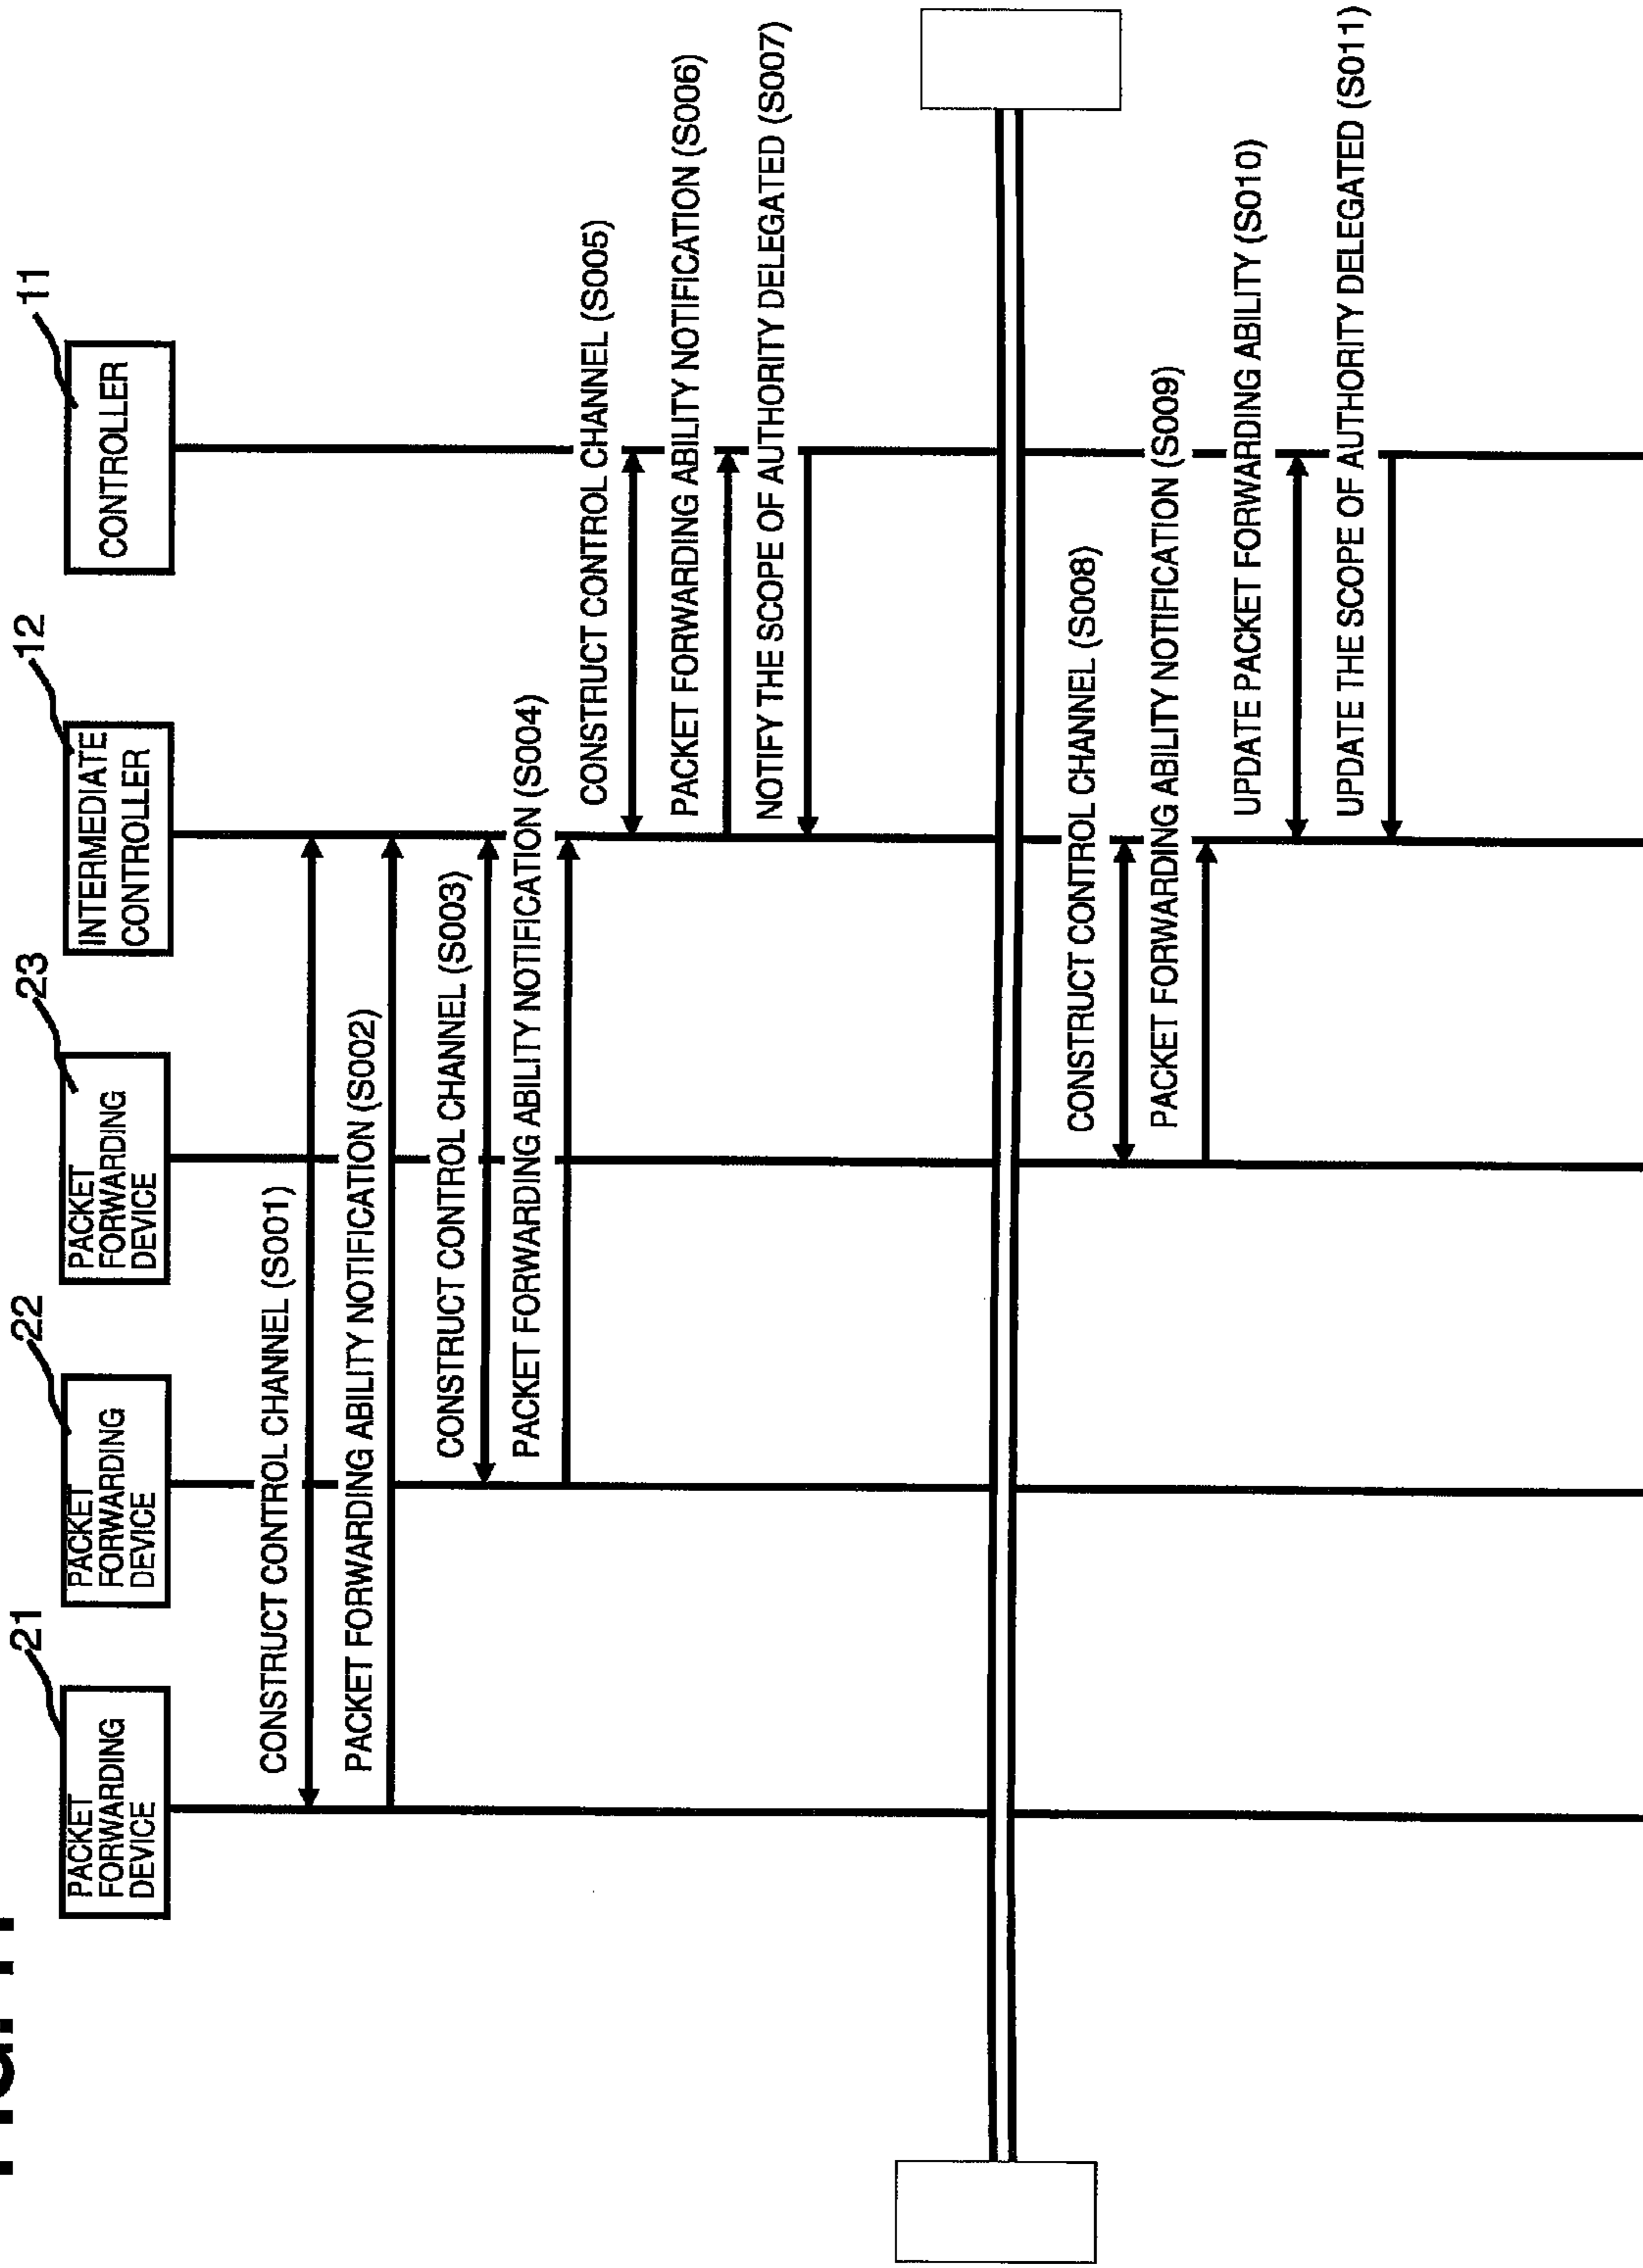 21
22
23
12
11
PACKET
FORWARDING
DEVICE
PACKET
FORWARDING
DEVICE
PACKET
FORWARDING
DEVICE
INTERMEDIATE
CONTROLLER
CONTROLLER
CONSTRUCT CONTROL CHANNEL (S001)
PACKET FORWARDING ABILITY NOTIFICATION (S002)
CONSTRUCT CONTROL CHANNEL (S003)
PACKET FORWARDING ABILITY NOTIFICATION (S004)
CONSTRUCT CONTROL CHANNEL (S005)
PACKET FORWARDING ABILITY NOTIFICATION (S006)
NOTIFY THE SCOPE OF AUTHORITY DELEGATED (S007)
CONSTRUCT CONTROL CHANNEL (S008)
PACKET FORWARDING ABILITY NOTIFICATION (S009)
UPDATE PACKET FORWARDING ABILITY (S010)
UPDATE THE SCOPE OF AUTHORITY DELEGATED (S011)